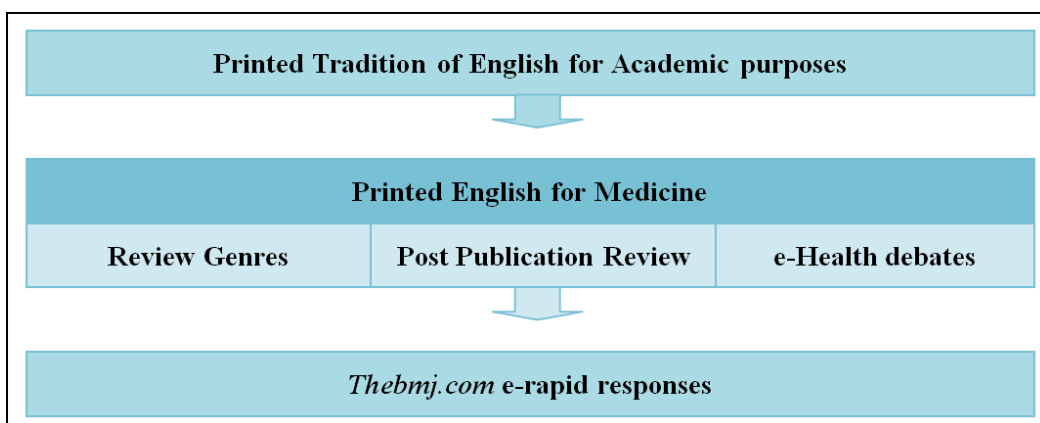 Printed Tradition of English for Academic purposes
Printed English for Medicine
Review Genres
Post Publication Review
e-Health debates
Thebmj.com e-rapid responses